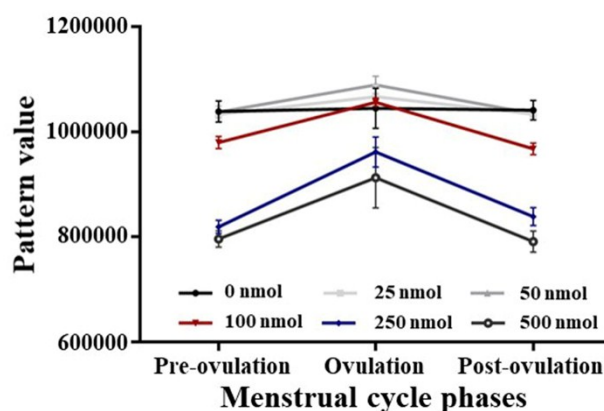 1200000
1000000
800000
600000
Pattern value
0 nmol 25 nmol 50 nmol
100 nmol 250 nmol 500 nmol
Pre-ovulation Ovulation Post-ovulation
Menstrual cycle phases